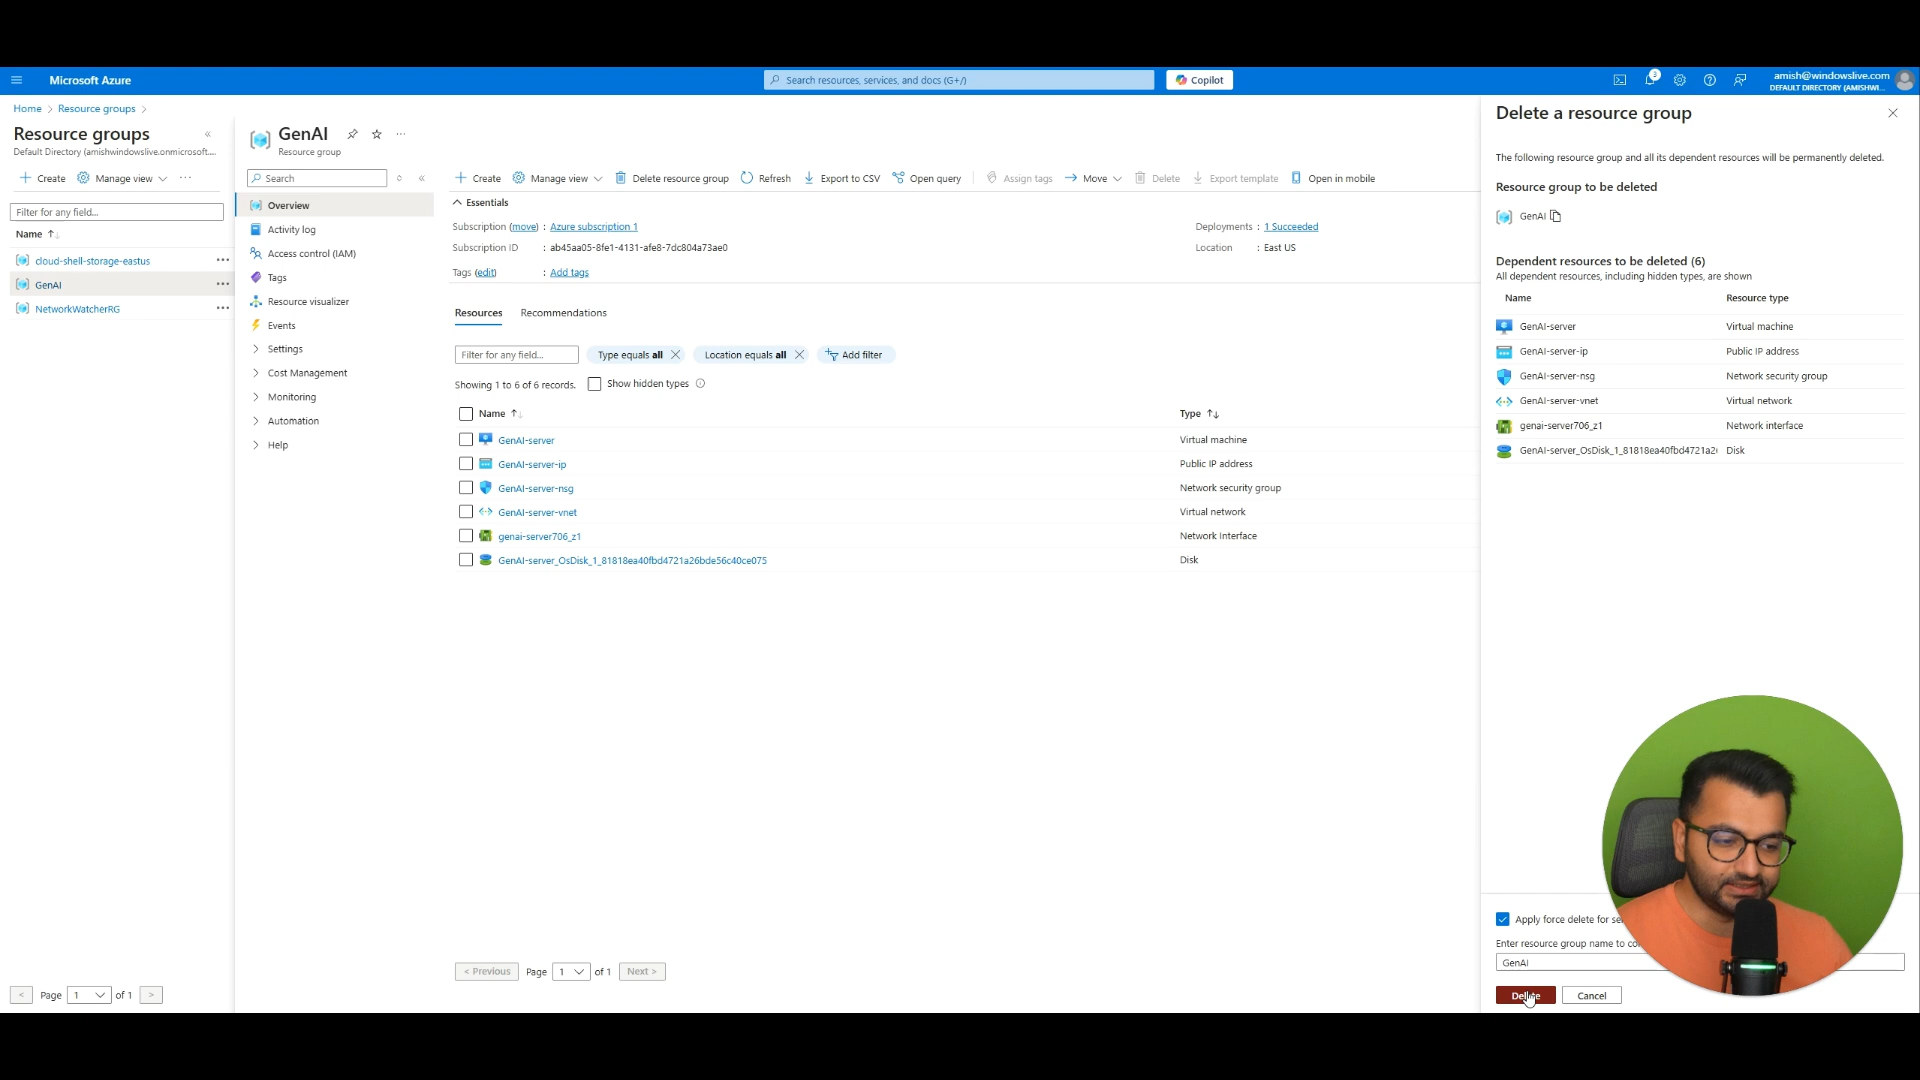 Microsoft Azure
Search resources, services, and docs (G+/)
Copilot
3
amish@windowslive.com
DEFAULT DIRECTORY (AMISHWI...
Home > Resource groups >
Resource groups
Default Directory (amishwindowslive.onmicrosoft....
Create
Manage view
Filter for any field...
Name
cloud-shell-storage-eastus
GenAI
NetworkWatcherRG
< Page 1 of 1 >
GenAI
Resource group
Search
Overview
Activity log
Access control (IAM)
Tags
Resource visualizer
Events
Settings
Cost Management
Monitoring
Automation
Help
Create
Manage view
Delete resource group
Refresh
Export to CSV
Open query
Assign tags
Move
Delete
Export template
Open in mobile
Essentials
Subscription (move) : Azure subscription 1
Subscription ID : ab45aa05-8fe1-4131-afe8-7dc804a73ae0
Tags (edit) : Add tags
Deployments : 1 Succeeded
Location : East US
Resources
Recommendations
Filter for any field...
Type equals all
Location equals all
Add filter
Showing 1 to 6 of 6 records.
Show hidden types
Name
Type
GenAI-server Virtual machine
GenAI-server-ip Public IP address
GenAI-server-nsg Network security group
GenAI-server-vnet Virtual network
genai-server706_z1 Network Interface
GenAI-server_OsDisk_1_81818ea40fbd4721a26bde56c40ce075 Disk
< Previous Page 1 of 1 Next >
Delete a resource group
The following resource group and all its dependent resources will be permanently deleted.
Resource group to be deleted
GenAI
Dependent resources to be deleted (6)
All dependent resources, including hidden types, are shown
Name Resource type
GenAI-server Virtual machine
GenAI-server-ip Public IP address
GenAI-server-nsg Network security group
GenAI-server-vnet Virtual network
genai-server706_z1 Network interface
GenAI-server_OsDisk_1_81818ea40fbd4721a2 Disk
Apply force delete for
Enter resource group name to
GenAI
Delete
Cancel